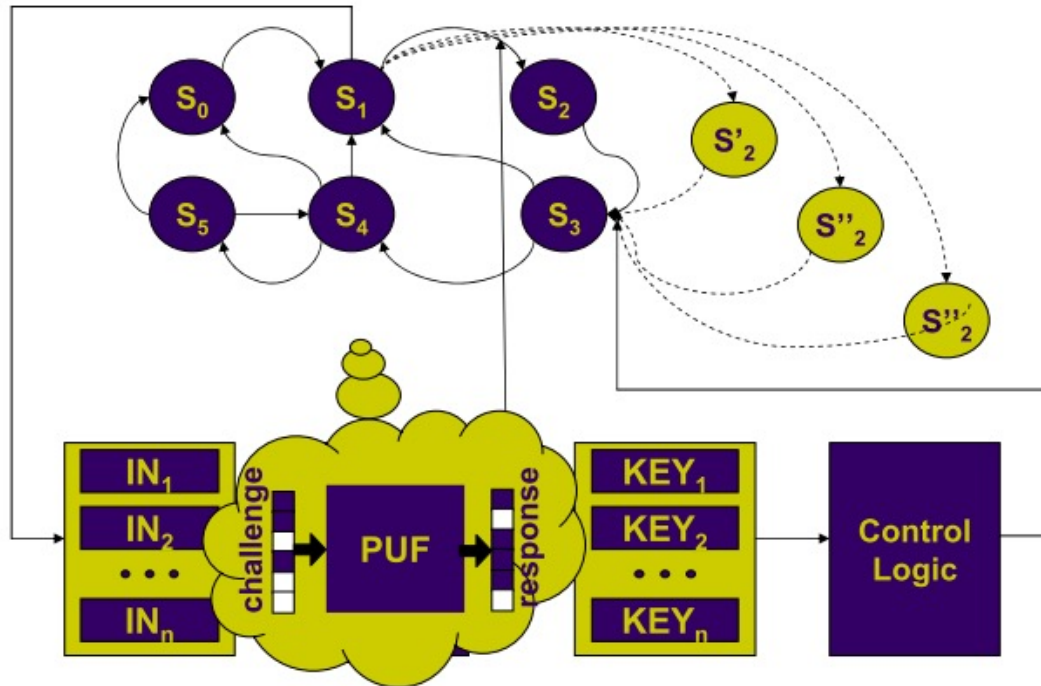 S0
S1
S2
S'2
S5
S4
S3
S''2
S''2
IN1
IN2
• • •
INn
challenge
PUF
response
KEY1
KEY2
• • •
KEYn
Control
Logic